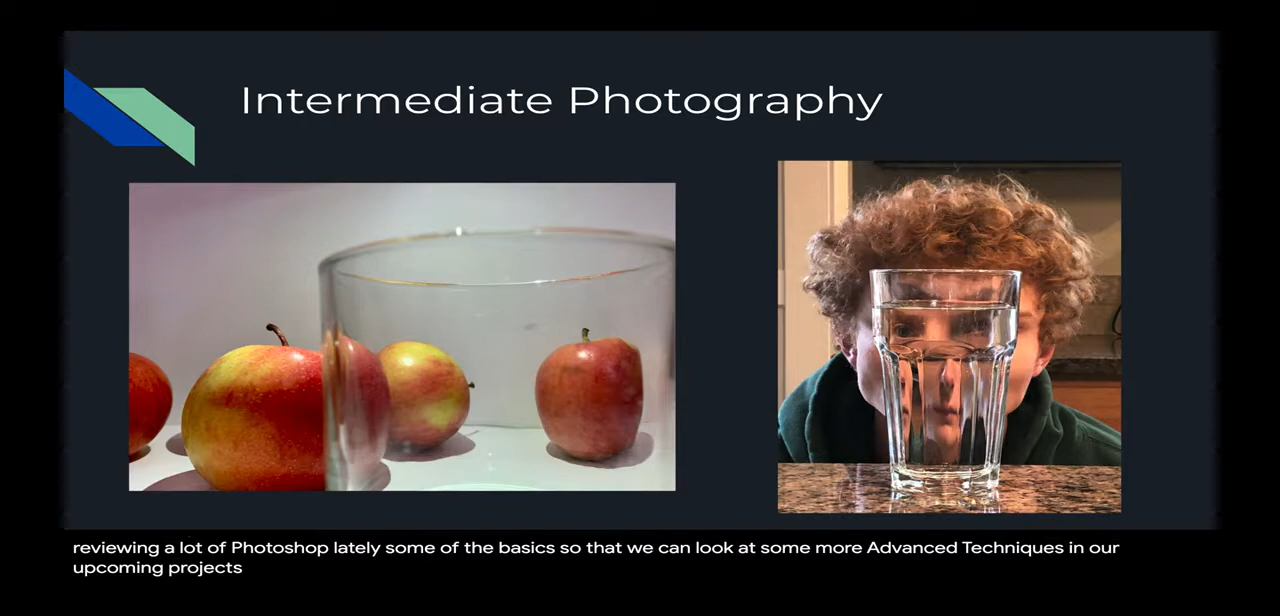 Intermediate Photography
reviewing a lot of Photoshop lately some of the basics so that we can look at some more Advanced Techniques in our
upcoming projects